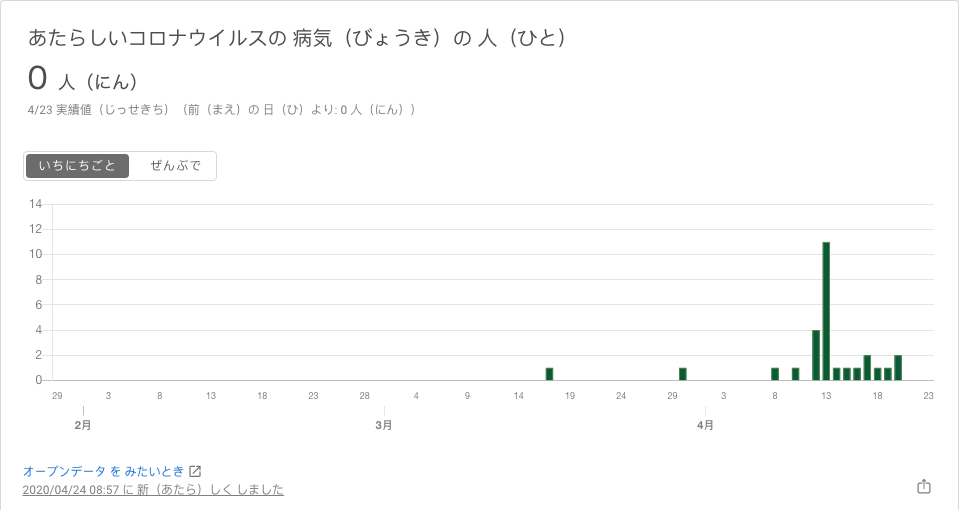 あたらしいコロナウイルスの 病気（びょうき）の 人（ひと）
0 人（にん）
4/23 実績値（じっせきち）（前（まえ）の 日（ひ）より: 0 人（にん））
いちにちごと ぜんぶで
14
12
10
8
6
4
2
0
29 3 8 13 18 23 28 4 9 14 19 24 29 3 8 13 18 23
2月 3月 4月
オープンデータ を みたいとき
2020/04/24 08:57 に 新（あたら）しく しました